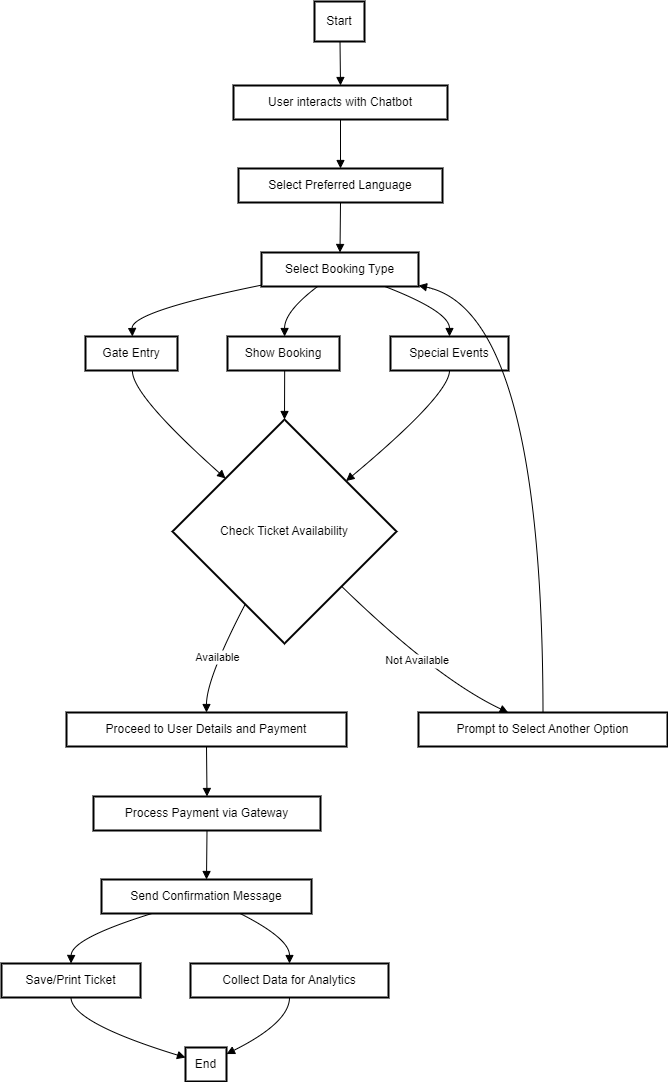 Start
User interacts with Chatbot
Select Preferred Language
Select Booking Type
Gate Entry
Show Booking
Special Events
Check Ticket Availability
Available
Not Available
Proceed to User Details and Payment
Prompt to Select Another Option
Process Payment via Gateway
Send Confirmation Message
Save/Print Ticket
Collect Data for Analytics
End